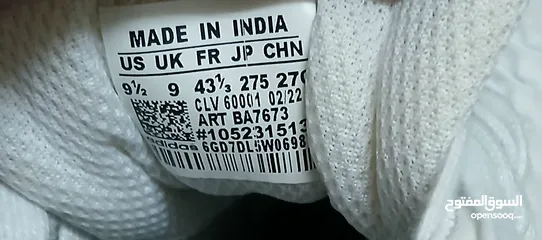 MADE IN INDIA
US UK FR JP CHN
9½ 9 43⅓ 275 270
CLV 60001 02/22
ART BA7673
#105231513
adidas 6GD7DL5W0698
السوق المفتوح
opensooq.com